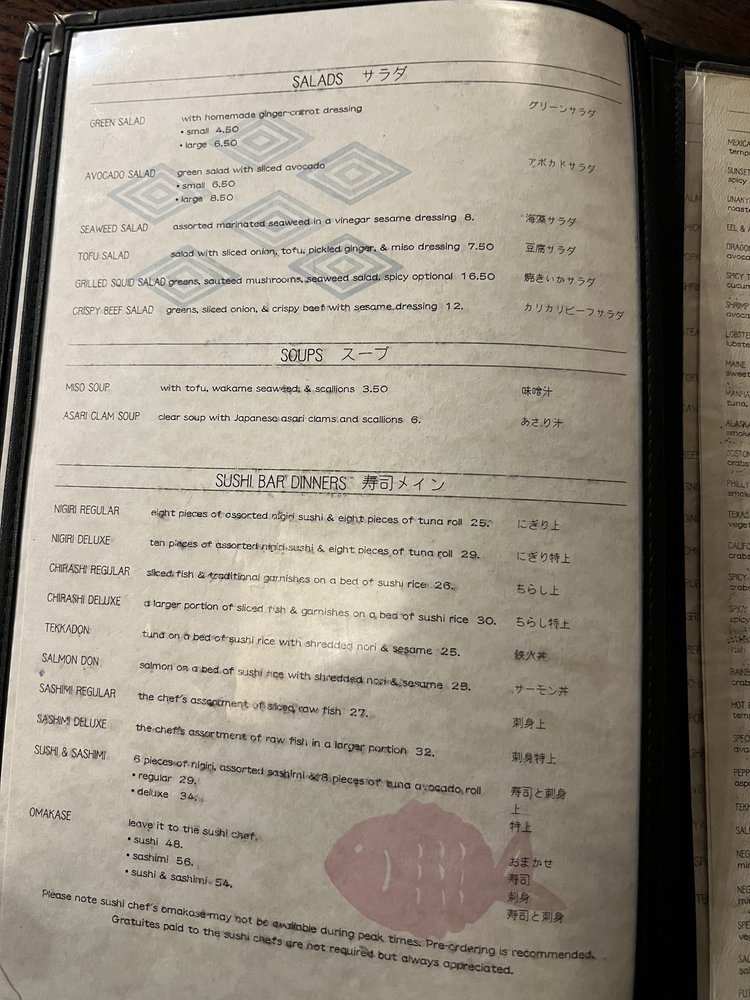 SALADS サラダ
GREEN SALAD with homemade ginger-carrot dressing グリーンサラダ
• small 4.50
• large 6.50
AVOCADO SALAD green salad with sliced avocado アボカドサラダ
• small 6.50
• large 8.50
SEAWEED SALAD assorted marinated seaweed in a vinegar sesame dressing 8. 海藻サラダ
TOFU SALAD salad with sliced onion, tofu, pickled ginger, & miso dressing 7.50 豆腐サラダ
GRILLED SQUID SALAD greens, sauteed mushrooms, seaweed salad, spicy optional 16.50 焼きいかサラダ
CRISPY BEEF SALAD greens, sliced onion, & crispy beef with sesame dressing 12. カリカリビーフサラダ
SOUPS スープ
MISO SOUP with tofu, wakame seaweed, & scallions 3.50 味噌汁
ASARI CLAM SOUP clear soup with Japanese asari clams and scallions 6. あさり汁
SUSHI BAR DINNERS 寿司メイン
NIGIRI REGULAR eight pieces of assorted nigiri sushi & eight pieces of tuna roll 25. にぎり上
NIGIRI DELUXE ten pieces of assorted nigiri sushi & eight pieces of tuna roll 29. にぎり特上
CHIRASHI REGULAR sliced fish & traditional garnishes on a bed of sushi rice 26. ちらし上
CHIRASHI DELUXE a larger portion of sliced fish & garnishes on a bed of sushi rice 30. ちらし特上
TEKKADON tuna on a bed of sushi rice with shredded nori & sesame 25. 鉄火丼
SALMON DON salmon on a bed of sushi rice with shredded nori & sesame 25. サーモン丼
SASHIMI REGULAR the chef's assortment of sliced raw fish 27. 刺身上
SASHIMI DELUXE the chef's assortment of raw fish in a larger portion 32. 刺身特上
SUSHI & SASHIMI 6 pieces of nigiri, assorted sashimi & 8 pieces of tuna avocado roll 寿司と刺身
• regular 29. 上
• deluxe 34. 特上
OMAKASE leave it to the sushi chef. おまかせ
• sushi 48. 寿司
• sashimi 56. 刺身
• sushi & sashimi 54. 寿司と刺身
Please note sushi chef's omakase may not be available during peak times. Pre-ordering is recommended.
Gratuites paid to the sushi chefs are not required but always appreciated.